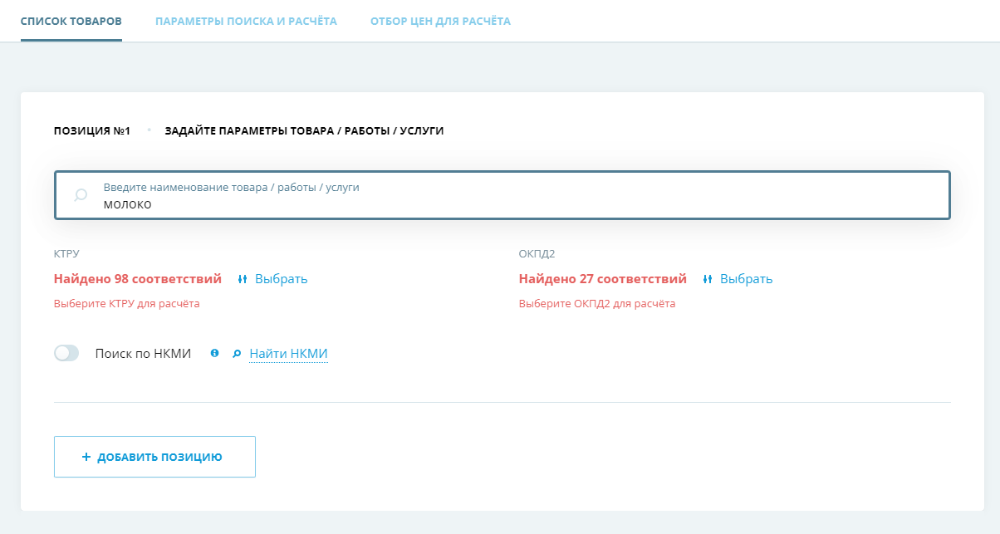 СПИСОК ТОВАРОВ ПАРАМЕТРЫ ПОИСКА И РАСЧЁТА ОТБОР ЦЕН ДЛЯ РАСЧЁТА
ПОЗИЦИЯ №1 • ЗАДАЙТЕ ПАРАМЕТРЫ ТОВАРА / РАБОТЫ / УСЛУГИ
Введите наименование товара / работы / услуги
молоко
КТРУ ОКПД2
Найдено 98 соответствий Выбрать Найдено 27 соответствий Выбрать
Выберите КТРУ для расчёта Выберите ОКПД2 для расчёта
Поиск по НКМИ Найти НКМИ
+ ДОБАВИТЬ ПОЗИЦИЮ